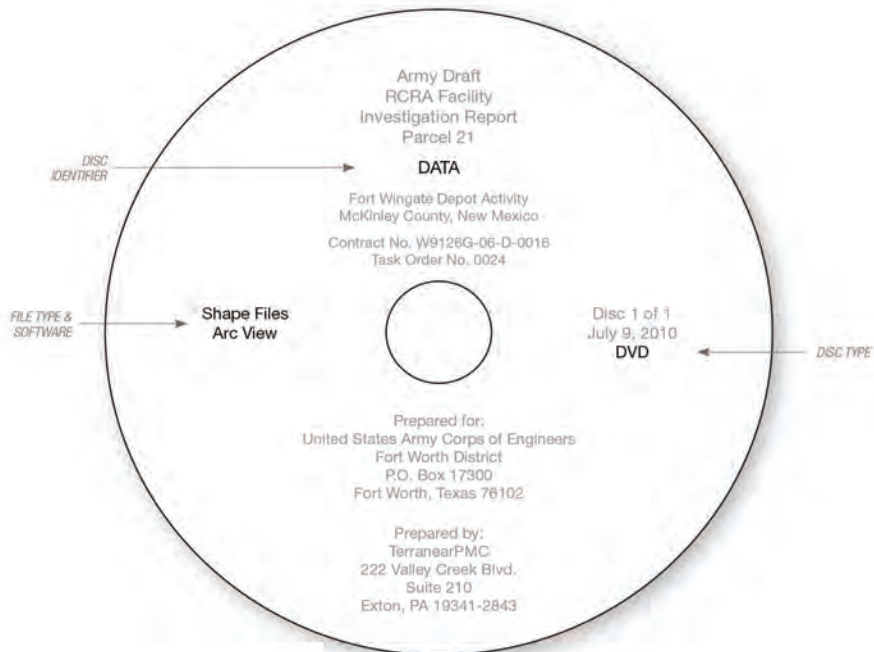 Army Draft
RCRA Facility
Investigation Report
Parcel 21
DISC
IDENTIFIER
DATA
Fort Wingate Depot Activity
McKinley County, New Mexico
Contract No. W9126G-06-D-0016
Task Order No. 0024
FILE TYPE &
SOFTWARE
Shape Files
Arc View
Disc 1 of 1
July 9, 2010
DVD
DISC TYPE
Prepared for:
United States Army Corps of Engineers
Fort Worth District
P.O. Box 17300
Fort Worth, Texas 76102
Prepared by:
TerranearPMC
222 Valley Creek Blvd.
Suite 210
Exton, PA 19341-2843